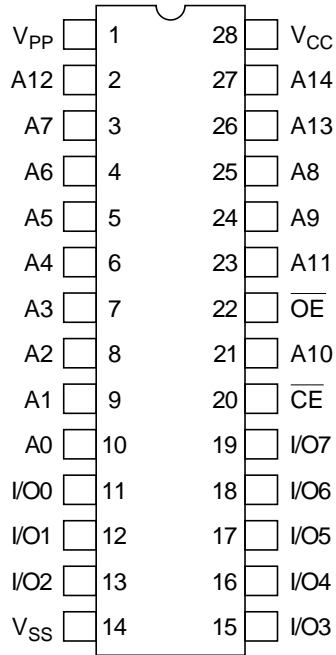 VPP 1 28 VCC
A12 2 27 A14
A7 3 26 A13
A6 4 25 A8
A5 5 24 A9
A4 6 23 A11
A3 7 22 O̅E̅
A2 8 21 A10
A1 9 20 C̅E̅
A0 10 19 I/O7
I/O0 11 18 I/O6
I/O1 12 17 I/O5
I/O2 13 16 I/O4
VSS 14 15 I/O3